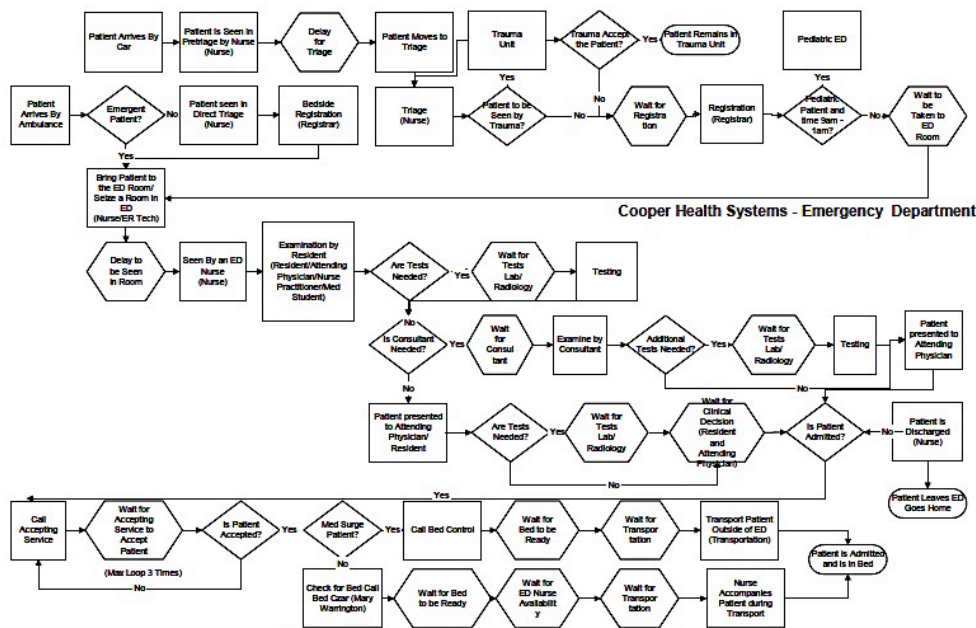 Patient Arrives By
Car
Patient Is Seen In
Pretriage by Nurse
(Nurse)
Delay
for
Triage
Patient Moves to
Triage
Trauma
Unit
Trauma Accept
the Patient?
Yes
Patient Remains in
Trauma Unit
Pediatric ED
Patient
Arrives By
Ambulance
Emergent
Patient?
No
Patient seen in
Direct Triage
(Nurse)
Bedside
Registration
(Registrar)
Triage
(Nurse)
Yes
Patient to be
Seen by
Trauma?
No
No
Wait for
Registra
tion
Registration
(Registrar)
Yes
Pediatric
Patient and
time 9am -
1am?
No
Wait to
be
Taken to
ED
Room
Yes
Bring Patient to
the ED Room/
Seize a Room in
ED
(Nurse/ER Tech)
Cooper Health Systems - Emergency Department
Delay to
be Seen
In Room
Seen By an ED
Nurse
(Nurse)
Examination by
Resident
(Resident/Attending
Physician/Nurse
Practitioner/Med
Student)
Are Tests
Needed?
Yes
Wait for
Tests
Lab/
Radiology
Testing
No
Is Consultant
Needed?
Yes
Wait
for
Consul
tant
Examine by
Consultant
Additional
Tests Needed?
Yes
Wait for
Tests
Lab/
Radiology
Testing
Patient
presented to
Attending
Physician
No
No
Patient presented
to Attending
Physician/
Resident
Are Tests
Needed?
Yes
Wait for
Tests
Lab/
Radiology
Wait for
Clinical
Decision
(Resident
and
Attending
Physician)
Is Patient
Admitted?
No
Patient is
Discharged
(Nurse)
No
Yes
Patient Leaves ED
Goes Home
Call
Accepting
Service
Wait for
Accepting
Service to
Accept
Patient
Is Patient
Accepted?
Yes
Med Surge
Patient?
Yes
Call Bed Control
Wait for
Bed to be
Ready
Wait for
Transpor
tation
Transport Patient
Outside of ED
(Transportation)
Patient is Admitted
and is in Bed
(Max Loop 3 Times)
No
No
Check for Bed Call
Bed Czar (Mary
Warrington)
Wait for Bed
to be Ready
Wait for
ED Nurse
Availabilit
y
Wait for
Transpor
tation
Nurse
Accompanies
Patient during
Transport